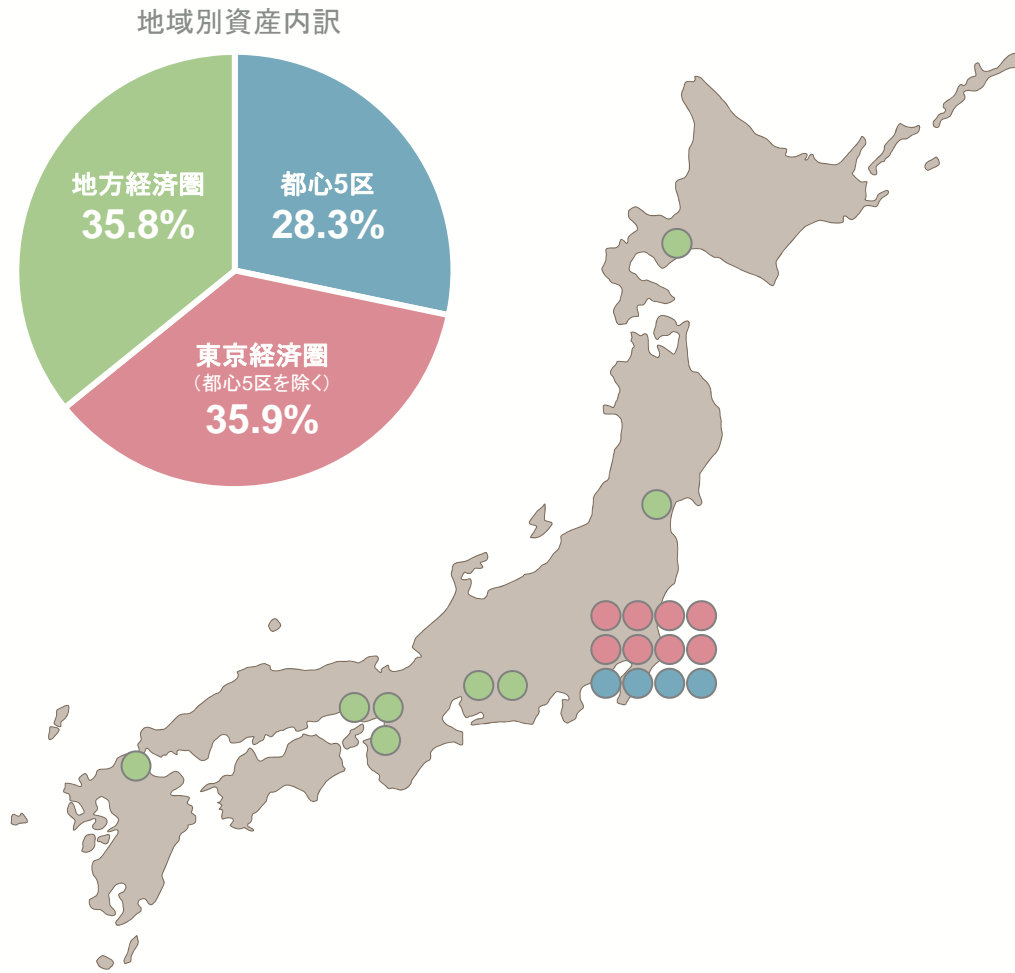 地域別資産内訳
地方経済圏
35.8%
都心5区
28.3%
東京経済圏
（都心5区を除く）
35.9%